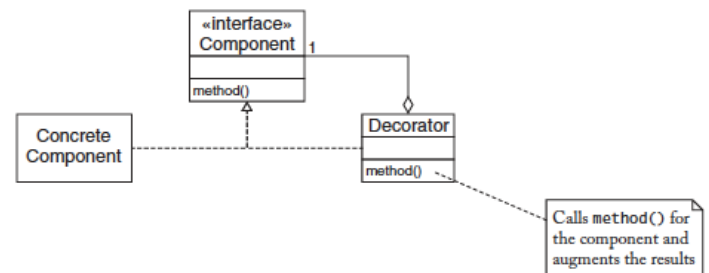 «interface»
Component
1
method()
Concrete
Component
Decorator
method()
Calls method() for
the component and
augments the results